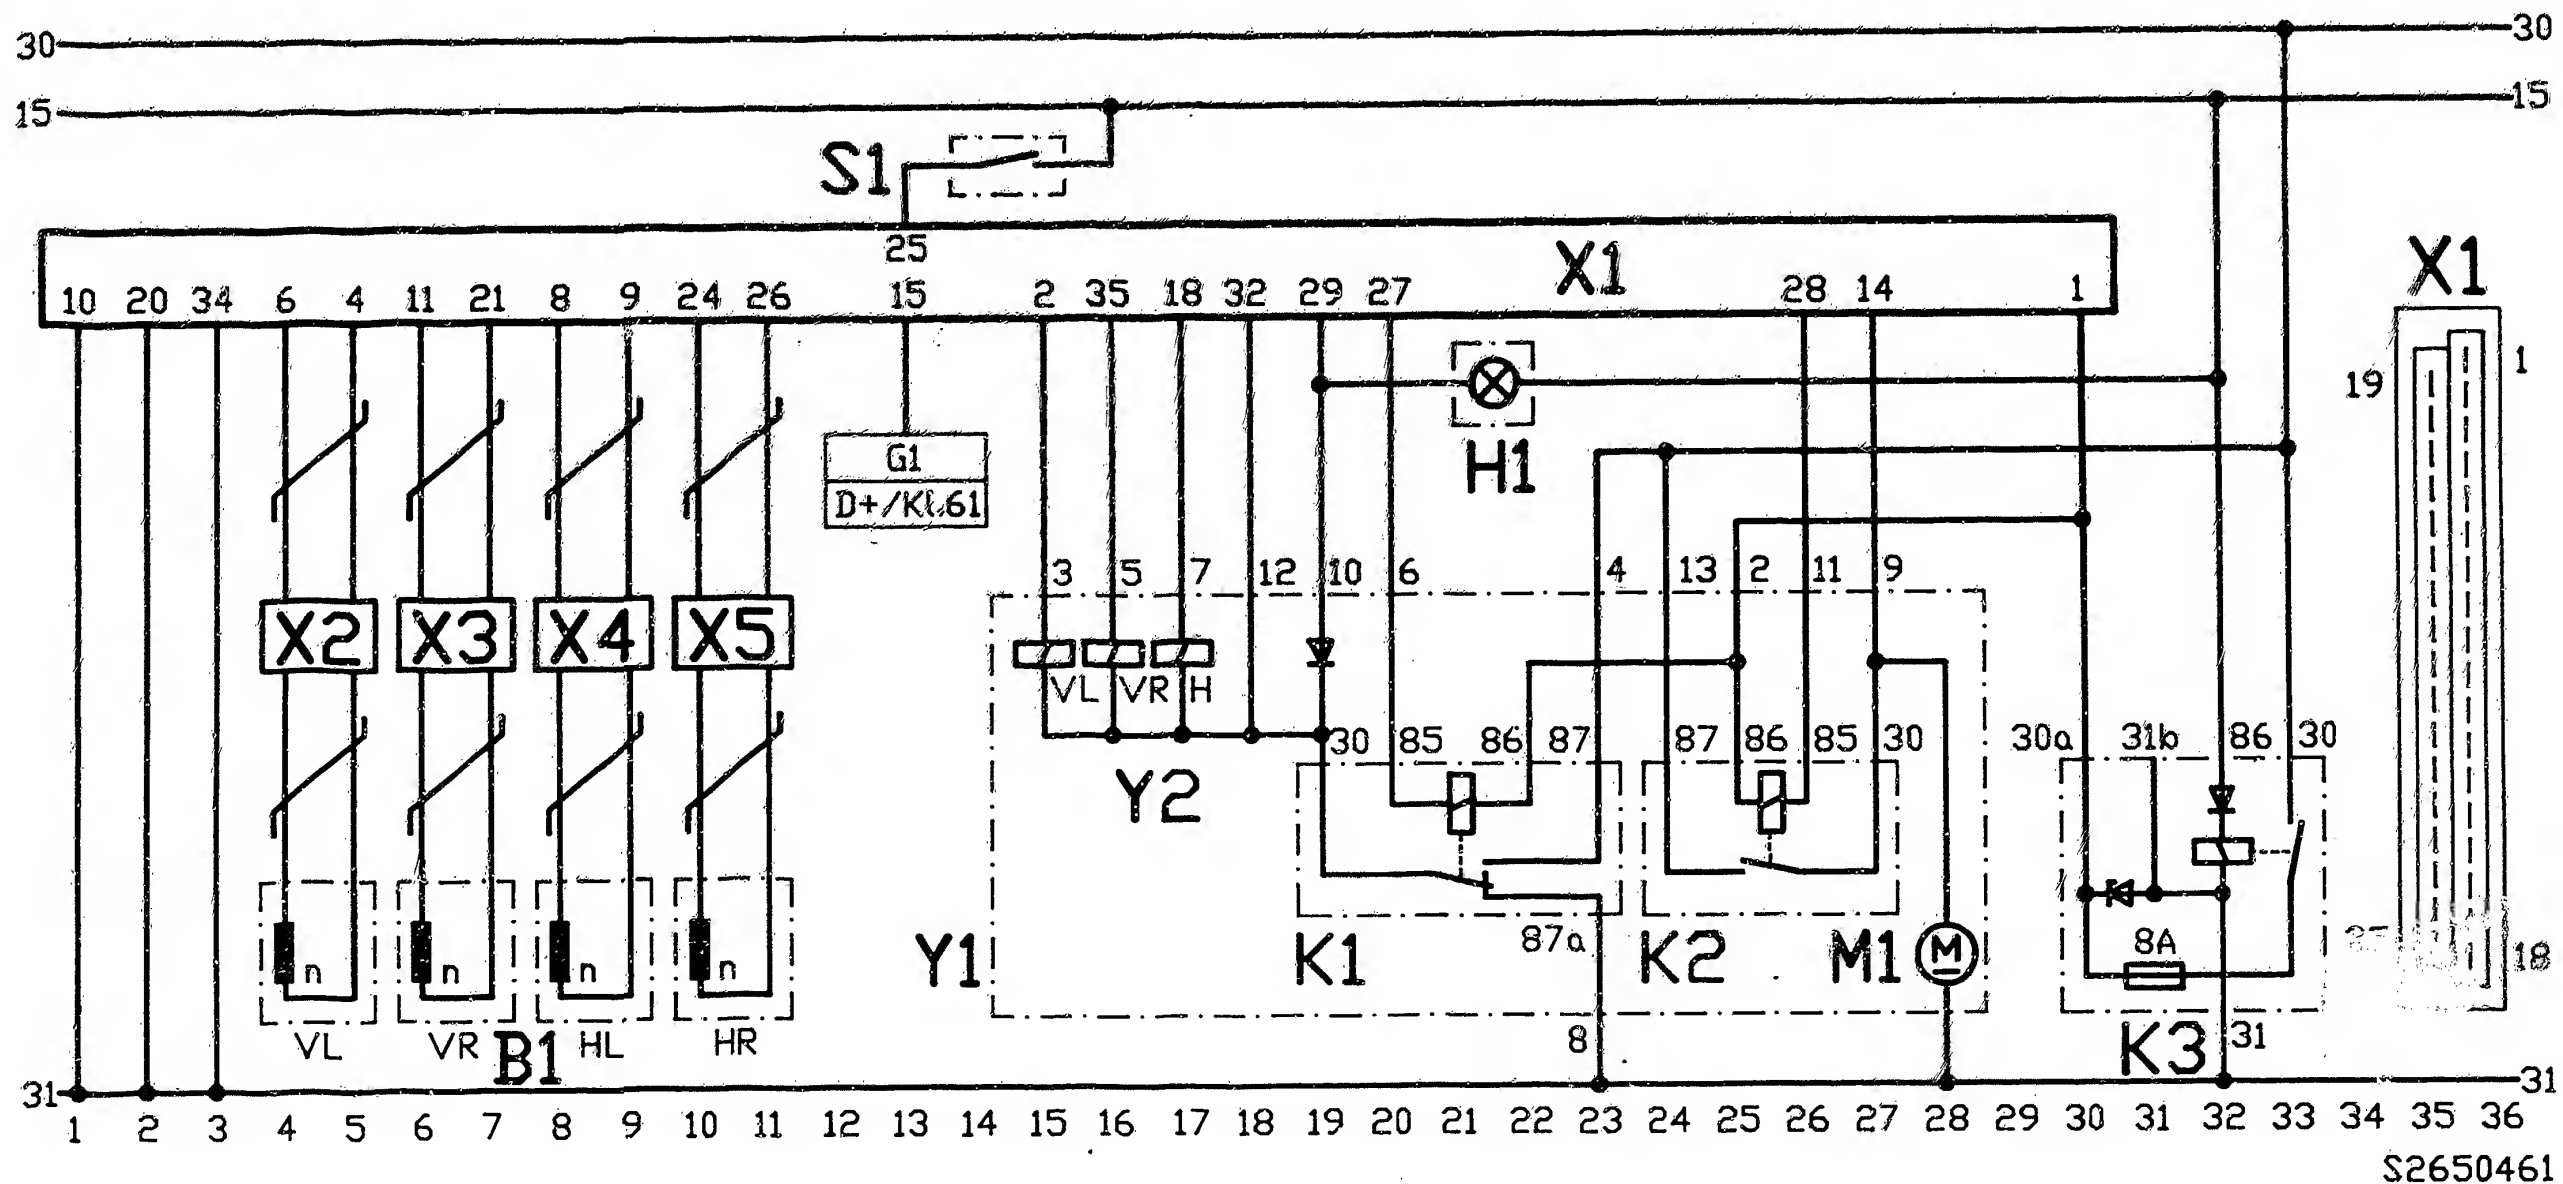 30 30
15 15
S1
25 X1 X1
10 20 34 6 4 11 21 8 9 24 26 15 2 35 18 32 29 27 28 14 1
19 1
G1 H1
D+/KL61
3 5 7 12 10 6 4 13 2 11 9
X2 X3 X4 X5
VL VR H
30 85 86 87 87 86 85 30 30a 31b 86 30
Y2
n n n n Y1 K1 87a K2 M1 M 8A 18
VL VR B1 HL HR 8 K3 31
31 31
1 2 3 4 5 6 7 8 9 10 11 12 13 14 15 16 17 18 19 20 21 22 23 24 25 26 27 28 29 30 31 32 33 34 35 36
S2650461